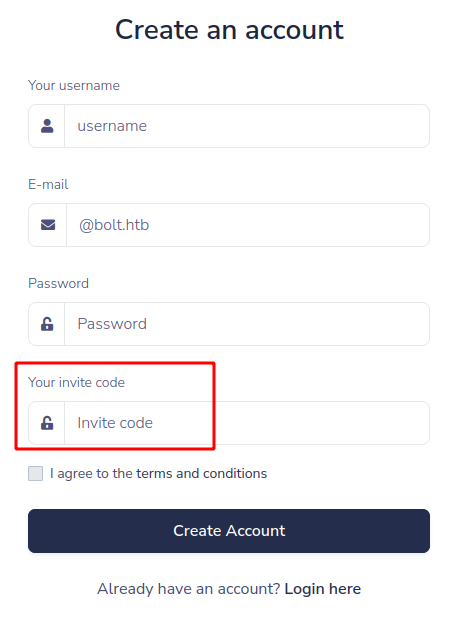 Create an account
Your username
username
E-mail
@bolt.htb
Password
Password
Your invite code
Invite code
I agree to the terms and conditions
Create Account
Already have an account? Login here